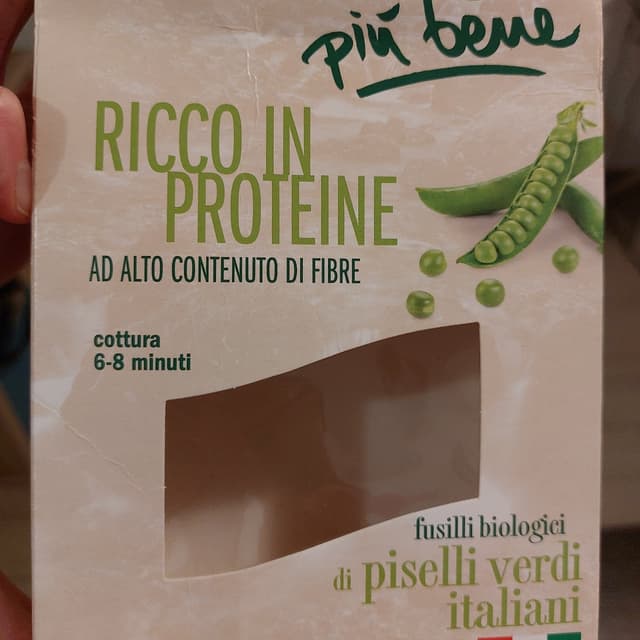 più bene
RICCO IN
PROTEINE
AD ALTO CONTENUTO DI FIBRE
cottura
6-8 minuti
fusilli biologici
di piselli verdi
italiani